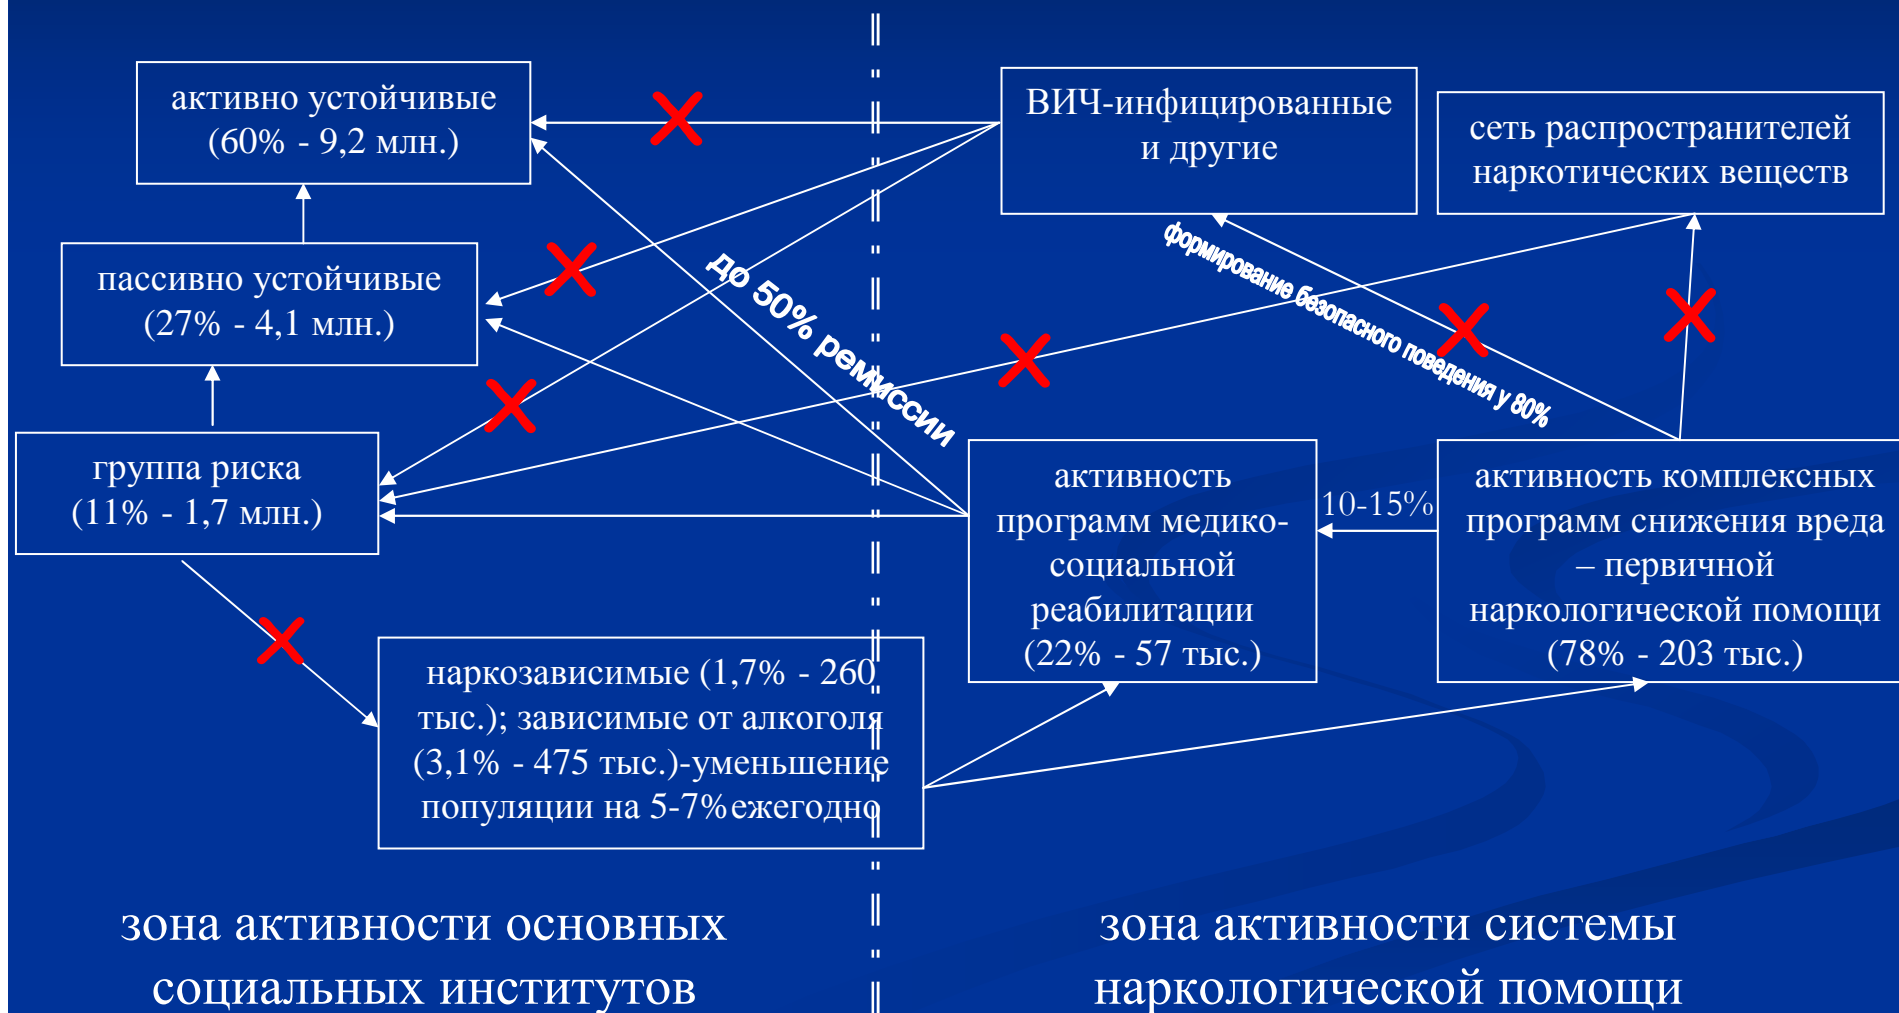 активно устойчивые
(60% - 9,2 млн.)
ВИЧ-инфицированные
и другие
сеть распространителей
наркотических веществ
пассивно устойчивые
(27% - 4,1 млн.)
до 50% ремиссии
формирование безопасного поведения у 80%
группа риска
(11% - 1,7 млн.)
активность
программ медико-
социальной
реабилитации
(22% - 57 тыс.)
10-15%
активность комплексных
программ снижения вреда
– первичной
наркологической помощи
(78% - 203 тыс.)
наркозависимые (1,7% - 260
тыс.); зависимые от алкоголя
(3,1% - 475 тыс.)-уменьшение
популяции на 5-7%ежегодно
зона активности основных
социальных институтов
зона активности системы
наркологической помощи